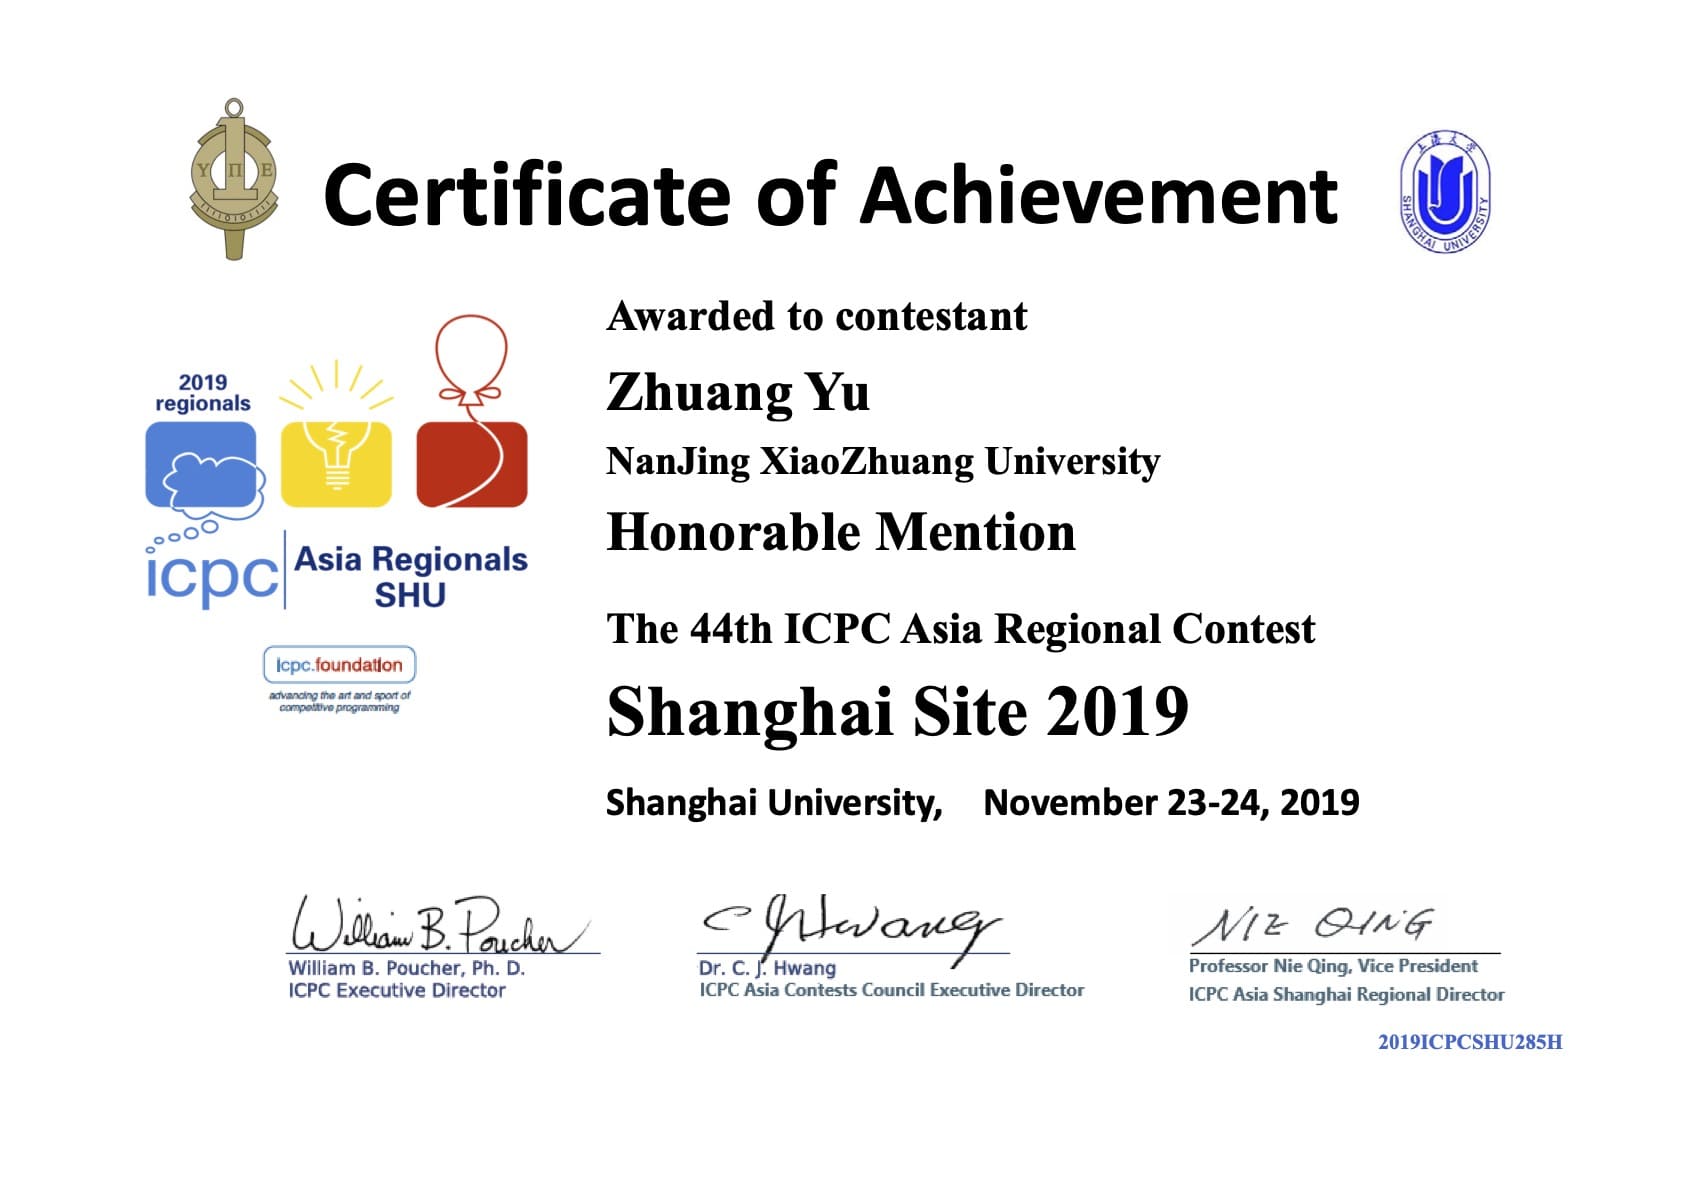 Υ Π Ε
11110101111
Certificate of Achievement
上海大学
SHANGHAI UNIVERSITY
2019
regionals
icpc
Asia Regionals
SHU
icpc.foundation
advancing the art and sport of
competitive programming
Awarded to contestant
Zhuang Yu
NanJing XiaoZhuang University
Honorable Mention
The 44th ICPC Asia Regional Contest
Shanghai Site 2019
Shanghai University, November 23-24, 2019
William B. Poucher
William B. Poucher, Ph. D.
ICPC Executive Director
C J Hwang
Dr. C. J. Hwang
ICPC Asia Contests Council Executive Director
NIE QING
Professor Nie Qing, Vice President
ICPC Asia Shanghai Regional Director
2019ICPCSHU285H